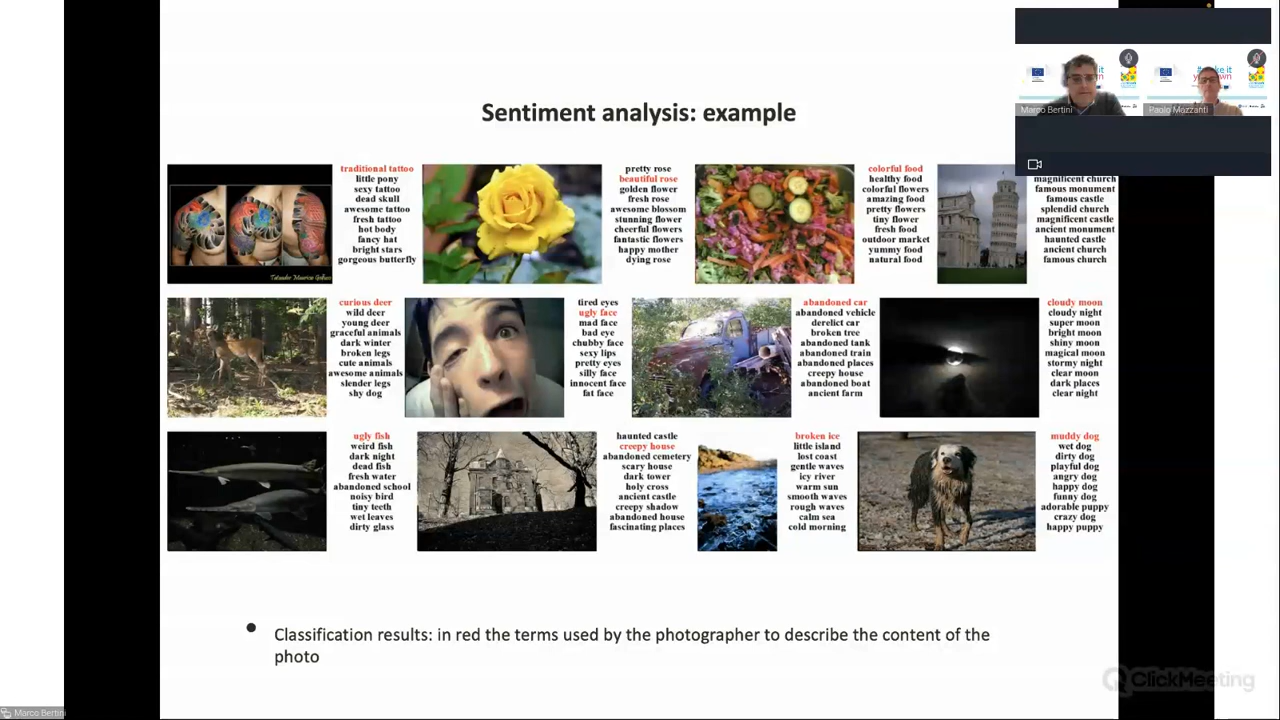 Sentiment analysis: example
traditional tattoo
little pony
sexy tattoo
dead skull
awesome tattoo
fresh tattoo
hot body
fancy hat
bright stars
gorgeous butterfly
pretty rose
beautiful rose
golden flower
fresh rose
awesome blossom
stunning flower
cheerful flowers
fantastic flowers
happy mother
dying rose
colorful food
healthy food
colorful flowers
amazing food
pretty flowers
tiny flower
fresh food
outdoor market
yummy food
natural food
magnificent church
famous monument
famous castle
splendid church
magnificent castle
ancient monument
haunted castle
ancient church
famous church
curious deer
wild deer
young deer
graceful animals
dark winter
broken legs
cute animals
awesome animals
slender legs
shy dog
tired eyes
ugly face
mad face
bad eye
chubby face
sexy lips
pretty eyes
silly face
innocent face
fat face
abandoned car
abandoned vehicle
derelict car
broken tree
abandoned tank
abandoned train
abandoned places
creepy house
abandoned boat
ancient farm
cloudy moon
cloudy night
super moon
bright moon
shiny moon
magical moon
stormy night
clear moon
dark places
clear night
ugly fish
weird fish
dark night
dead fish
fresh water
abandoned school
noisy bird
tiny teeth
wet leaves
dirty glass
haunted castle
creepy house
abandoned cemetery
scary house
dark tower
holy cross
ancient castle
creepy shadow
abandoned house
fascinating places
broken ice
little island
lost coast
gentle waves
icy river
warm sun
smooth waves
rough waves
calm sea
cold morning
muddy dog
wet dog
dirty dog
playful dog
angry dog
happy dog
funny dog
adorable puppy
crazy dog
happy puppy
• Classification results: in red the terms used by the photographer to describe the content of the
photo
Marco Bertini
Paolo Mazzanti
ClickMeeting
Marco Bertin